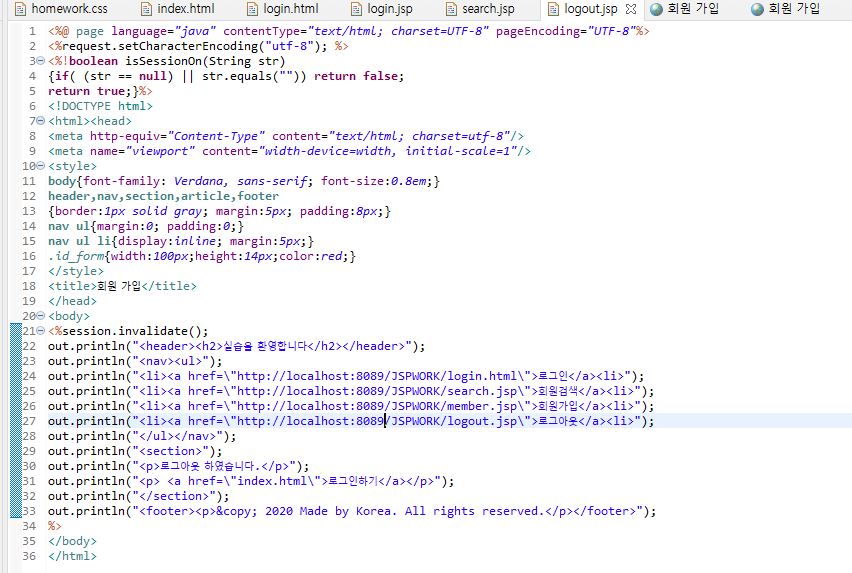 homework.css index.html login.html login.jsp search.jsp logout.jsp 회원 가입 회원 가입
1 <%@ page language="java" contentType="text/html; charset=UTF-8" pageEncoding="UTF-8"%>
2 <%request.setCharacterEncoding("utf-8"); %>
3 <%!boolean isSessionOn(String str)
4 {if( (str == null) || str.equals("")) return false;
5 return true;}%>
6 <!DOCTYPE html>
7 <html><head>
8 <meta http-equiv="Content-Type" content="text/html; charset=utf-8"/>
9 <meta name="viewport" content="width-device=width, initial-scale=1"/>
10 <style>
11 body{font-family: Verdana, sans-serif; font-size:0.8em;}
12 header,nav,section,article,footer
13 {border:1px solid gray; margin:5px; padding:8px;}
14 nav ul{margin:0; padding:0;}
15 nav ul li{display:inline; margin:5px;}
16 .id_form{width:100px;height:14px;color:red;}
17 </style>
18 <title>회원 가입</title>
19 </head>
20 <body>
21 <%session.invalidate();
22 out.println("<header><h2>실습을 환영합니다</h2></header>");
23 out.println("<nav><ul>");
24 out.println("<li><a href=\"http://localhost:8089/JSPWORK/login.html\">로그인</a><li>");
25 out.println("<li><a href=\"http://localhost:8089/JSPWORK/search.jsp\">회원검색</a><li>");
26 out.println("<li><a href=\"http://localhost:8089/JSPWORK/member.jsp\">회원가입</a><li>");
27 out.println("<li><a href=\"http://localhost:8089/JSPWORK/logout.jsp\">로그아웃</a><li>");
28 out.println("</ul></nav>");
29 out.println("<section>");
30 out.println("<p>로그아웃 하였습니다.</p>");
31 out.println("<p> <a href=\"index.html\">로그인하기</a></p>");
32 out.println("</section>");
33 out.println("<footer><p>&copy; 2020 Made by Korea. All rights reserved.</p></footer>");
34 %>
35 </body>
36 </html>